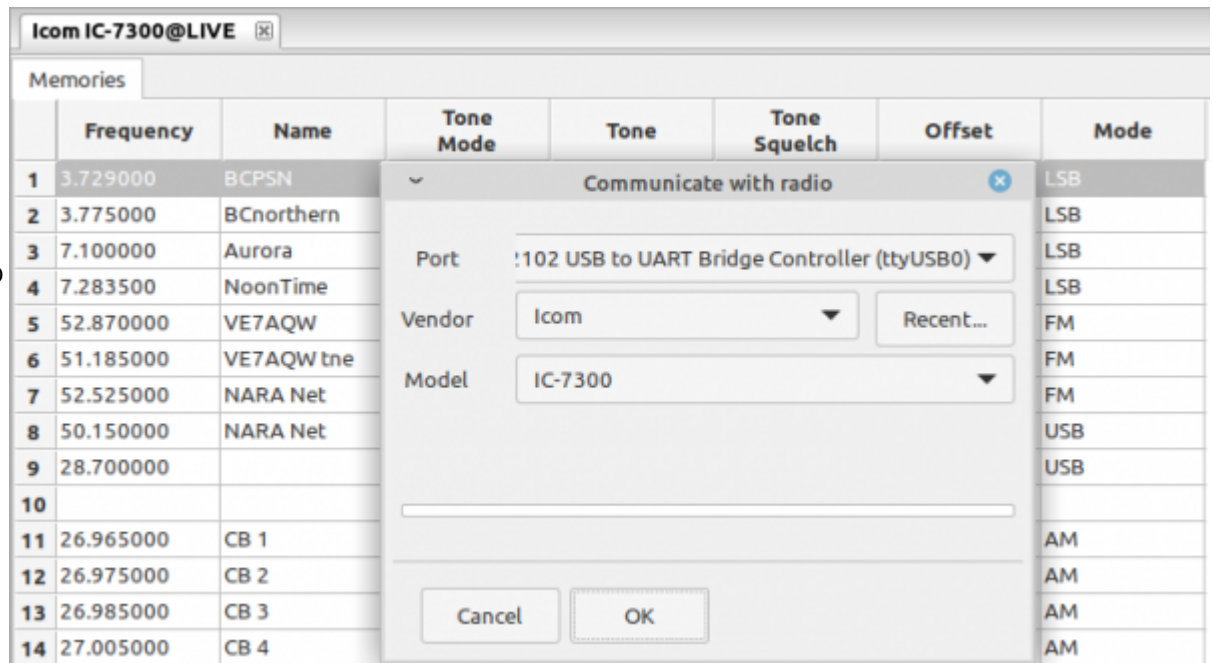 Icom IC-7300@LIVE
Memories
Frequency Name Tone Mode Tone Tone Squelch Offset Mode
Communicate with radio
1 3.729000 BCPSN LSB
2 3.775000 BCnorthern LSB
Port 2102 USB to UART Bridge Controller (ttyUSB0)
3 7.100000 Aurora LSB
4 7.283500 NoonTime LSB
Vendor Icom Recent...
5 52.870000 VE7AQW FM
6 51.185000 VE7AQW tne FM
Model IC-7300
7 52.525000 NARA Net FM
8 50.150000 NARA Net USB
9 28.700000 USB
10
11 26.965000 CB 1 AM
12 26.975000 CB 2 AM
13 26.985000 CB 3 AM
Cancel OK
14 27.005000 CB 4 AM